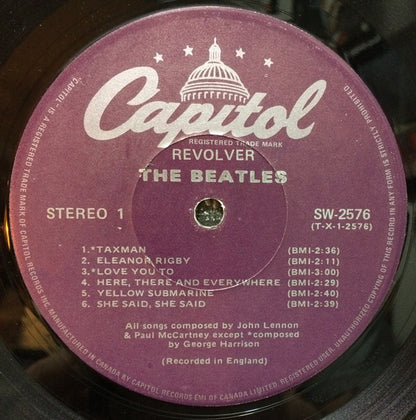 Capitol
REGISTERED TRADE MARK
REVOLVER
THE BEATLES
STEREO 1
SW-2576
(T-X-1-2576)
1.*TAXMAN (BMI-2:36)
2. ELEANOR RIGBY (BMI-2:11)
3.*LOVE YOU TO (BMI-3:00)
4. HERE, THERE AND EVERYWHERE (BMI-2:29)
5. YELLOW SUBMARINE (BMI-2:40)
6. SHE SAID, SHE SAID (BMI-2:39)
All songs composed by John Lennon
& Paul McCartney except *composed
by George Harrison
(Recorded in England)
MANUFACTURED IN CANADA BY CAPITOL RECORDS EMI OF CANADA LIMITED. REGISTERED USER. UNAUTHORIZED COPYING OF THIS RECORD IN ANY FORM IS STRICTLY PROHIBITED
"CAPITOL" IS A REGISTERED TRADE MARK OF CAPITOL RECORDS INC.